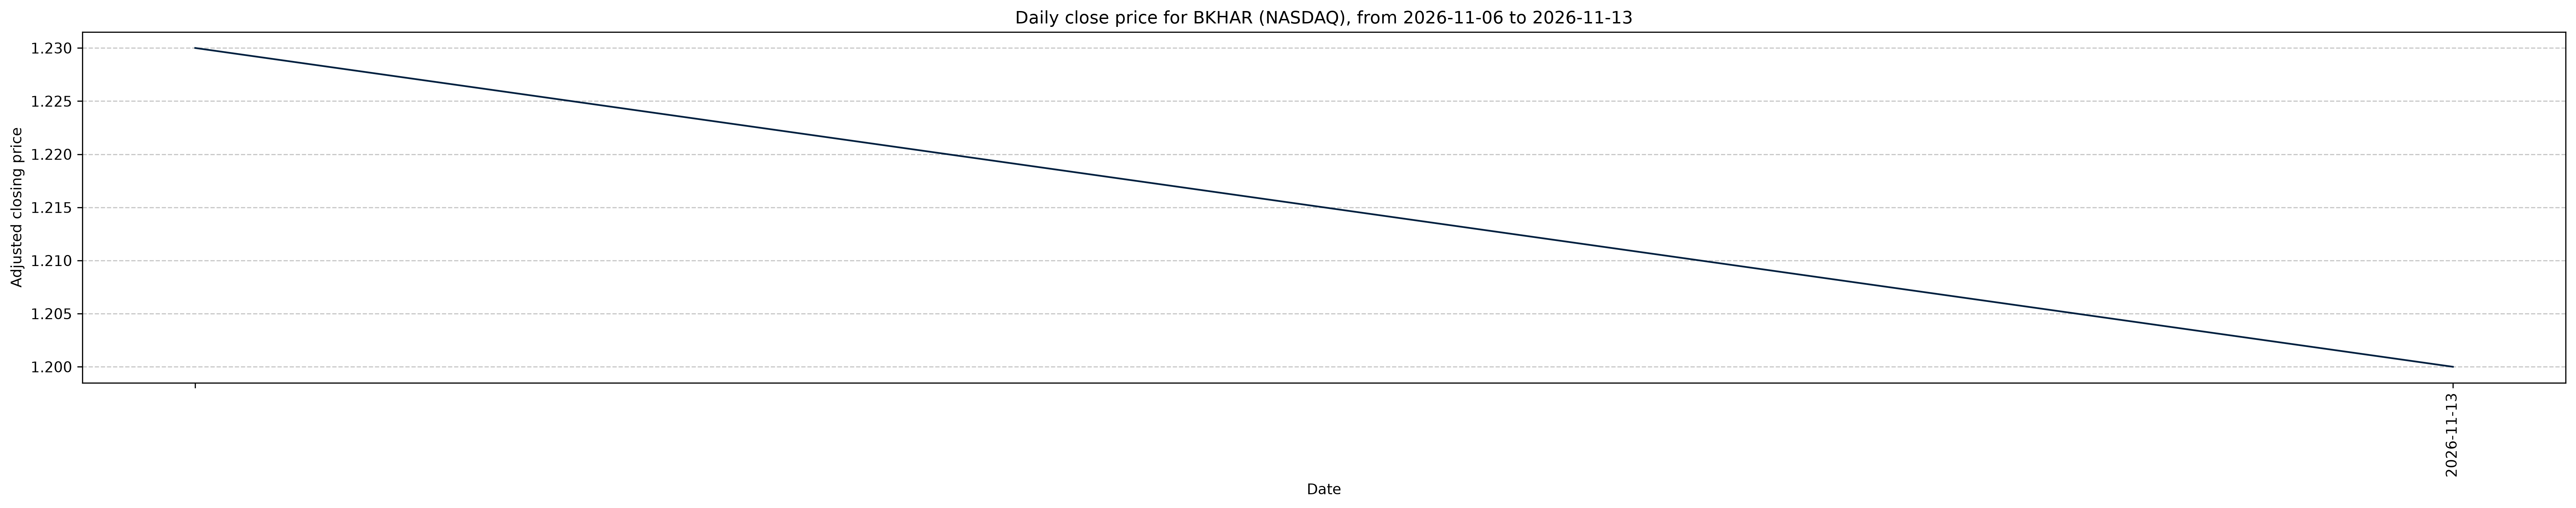 Daily close price for BKHAR (NASDAQ), from 2026-11-06 to 2026-11-13
Adjusted closing price
1.230
1.225
1.220
1.215
1.210
1.205
1.200
2026-11-13
Date